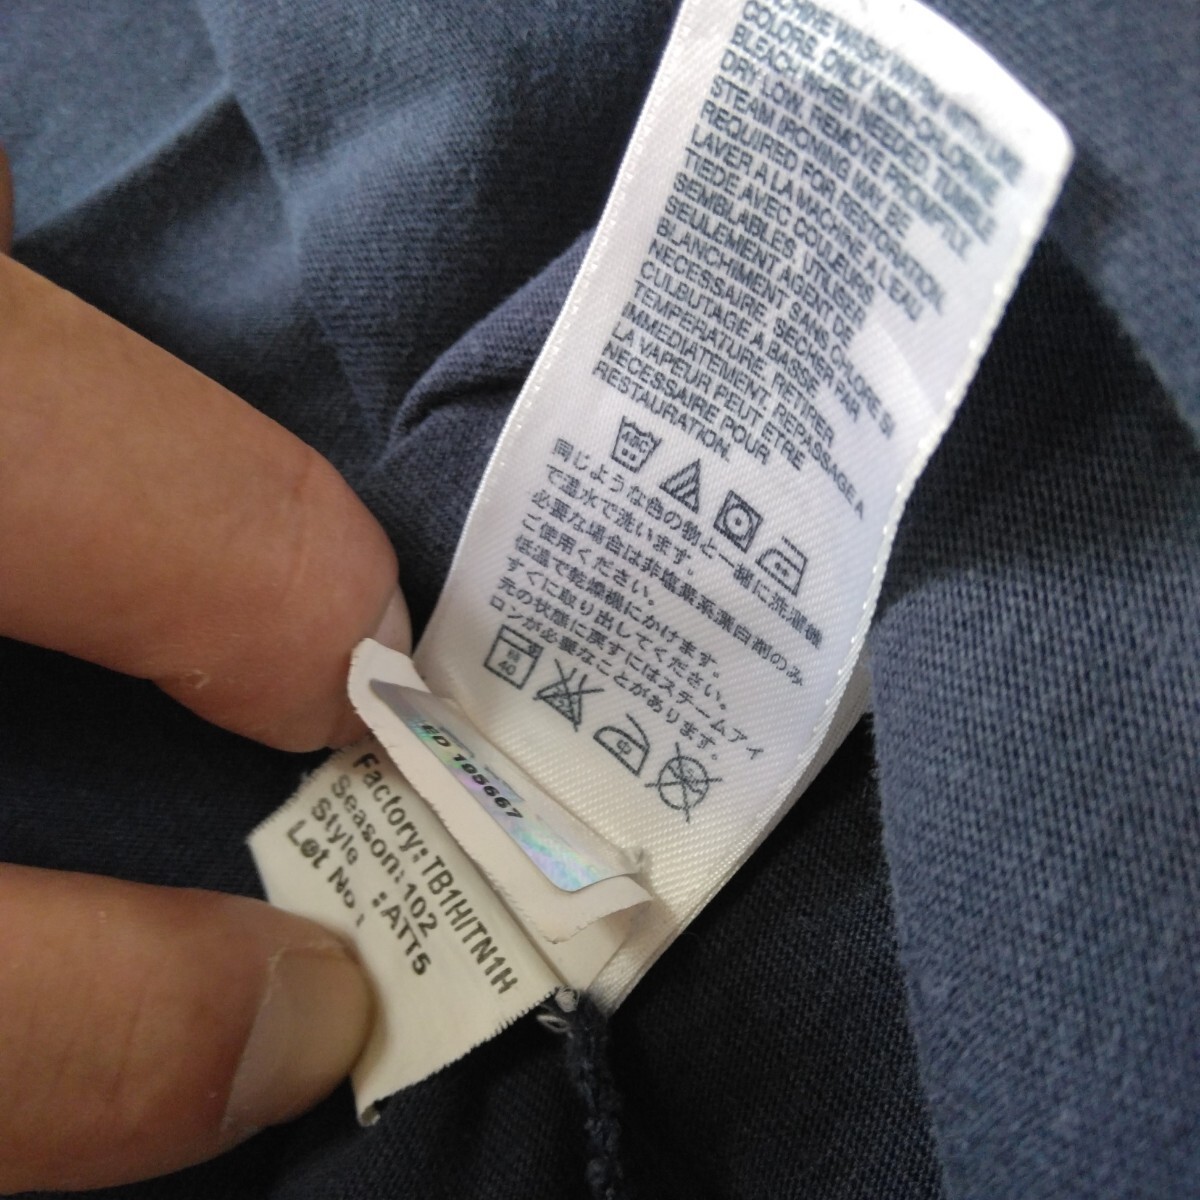 MACHINE WASH WARM WITH LIKE
COLORS. ONLY NON-CHLORINE
BLEACH WHEN NEEDED. TUMBLE
DRY LOW. REMOVE PROMPTLY.
STEAM IRONING MAY BE
REQUIRED FOR RESTORATION.
LAVER A LA MACHINE A L'EAU
TIEDE AVEC COULEURS
SEMBLABLES. UTILISER
SEULEMENT AGENT DE
BLANCHIMENT SANS CHLORE SI
NECESSAIRE. SECHER PAR
CULBUTAGE A BASSE
TEMPERATURE. RETIRER
IMMEDIATEMENT. REPASSAGE A
LA VAPEUR PEUT ETRE
NECESSAIRE POUR
RESTAURATION.
40C
同じような色の物と一緒に洗濯機
で温水で洗います。
必要な場合は非塩素系漂白剤のみ
ご使用ください。
低温で乾燥機にかけます。
すぐに取り出してください。
元の状態に戻すにはスチームアイ
ロンが必要なことがあります。
弱
40
中
ED 105667
Factory: TB1H/TN1H
Season: 102
Style : ATT5
Lot No :